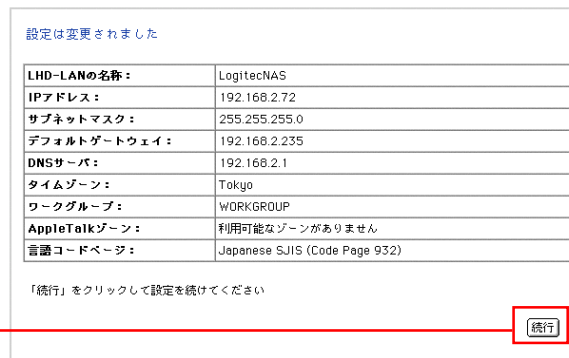 設定は変更されました
LHD-LANの名称： LogitecNAS
IPアドレス： 192.168.2.72
サブネットマスク： 255.255.255.0
デフォルトゲートウェイ： 192.168.2.235
DNSサーバ： 192.168.2.1
タイムゾーン： Tokyo
ワークグループ： WORKGROUP
AppleTalkゾーン： 利用可能なゾーンがありません
言語コードページ： Japanese SJIS (Code Page 932)
「続行」をクリックして設定を続けてください
続行